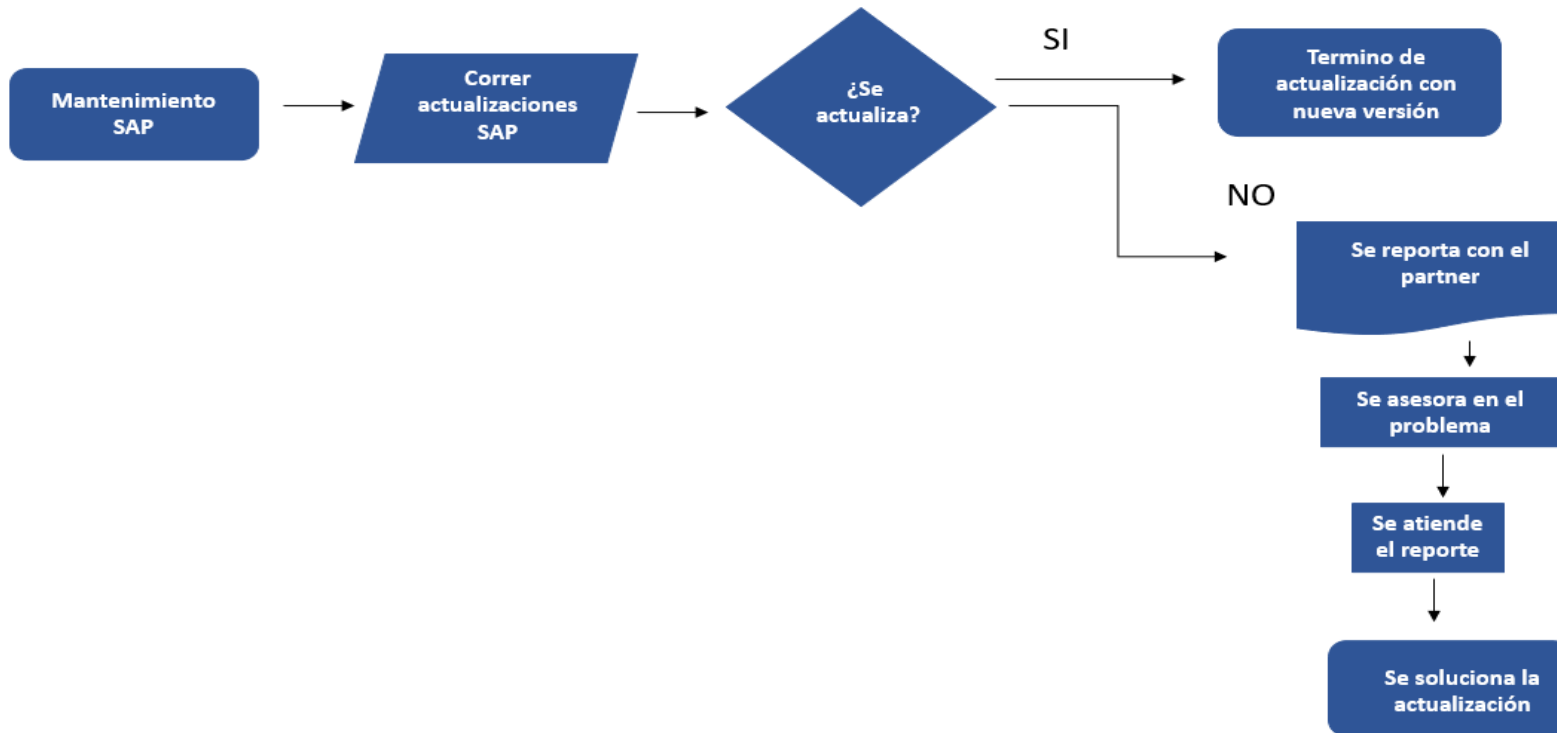 Mantenimiento
SAP
Correr
actualizaciones
SAP
¿Se
actualiza?
SI
Termino de
actualización con
nueva versión
NO
Se reporta con el
partner
Se asesora en el
problema
Se atiende
el reporte
Se soluciona la
actualización